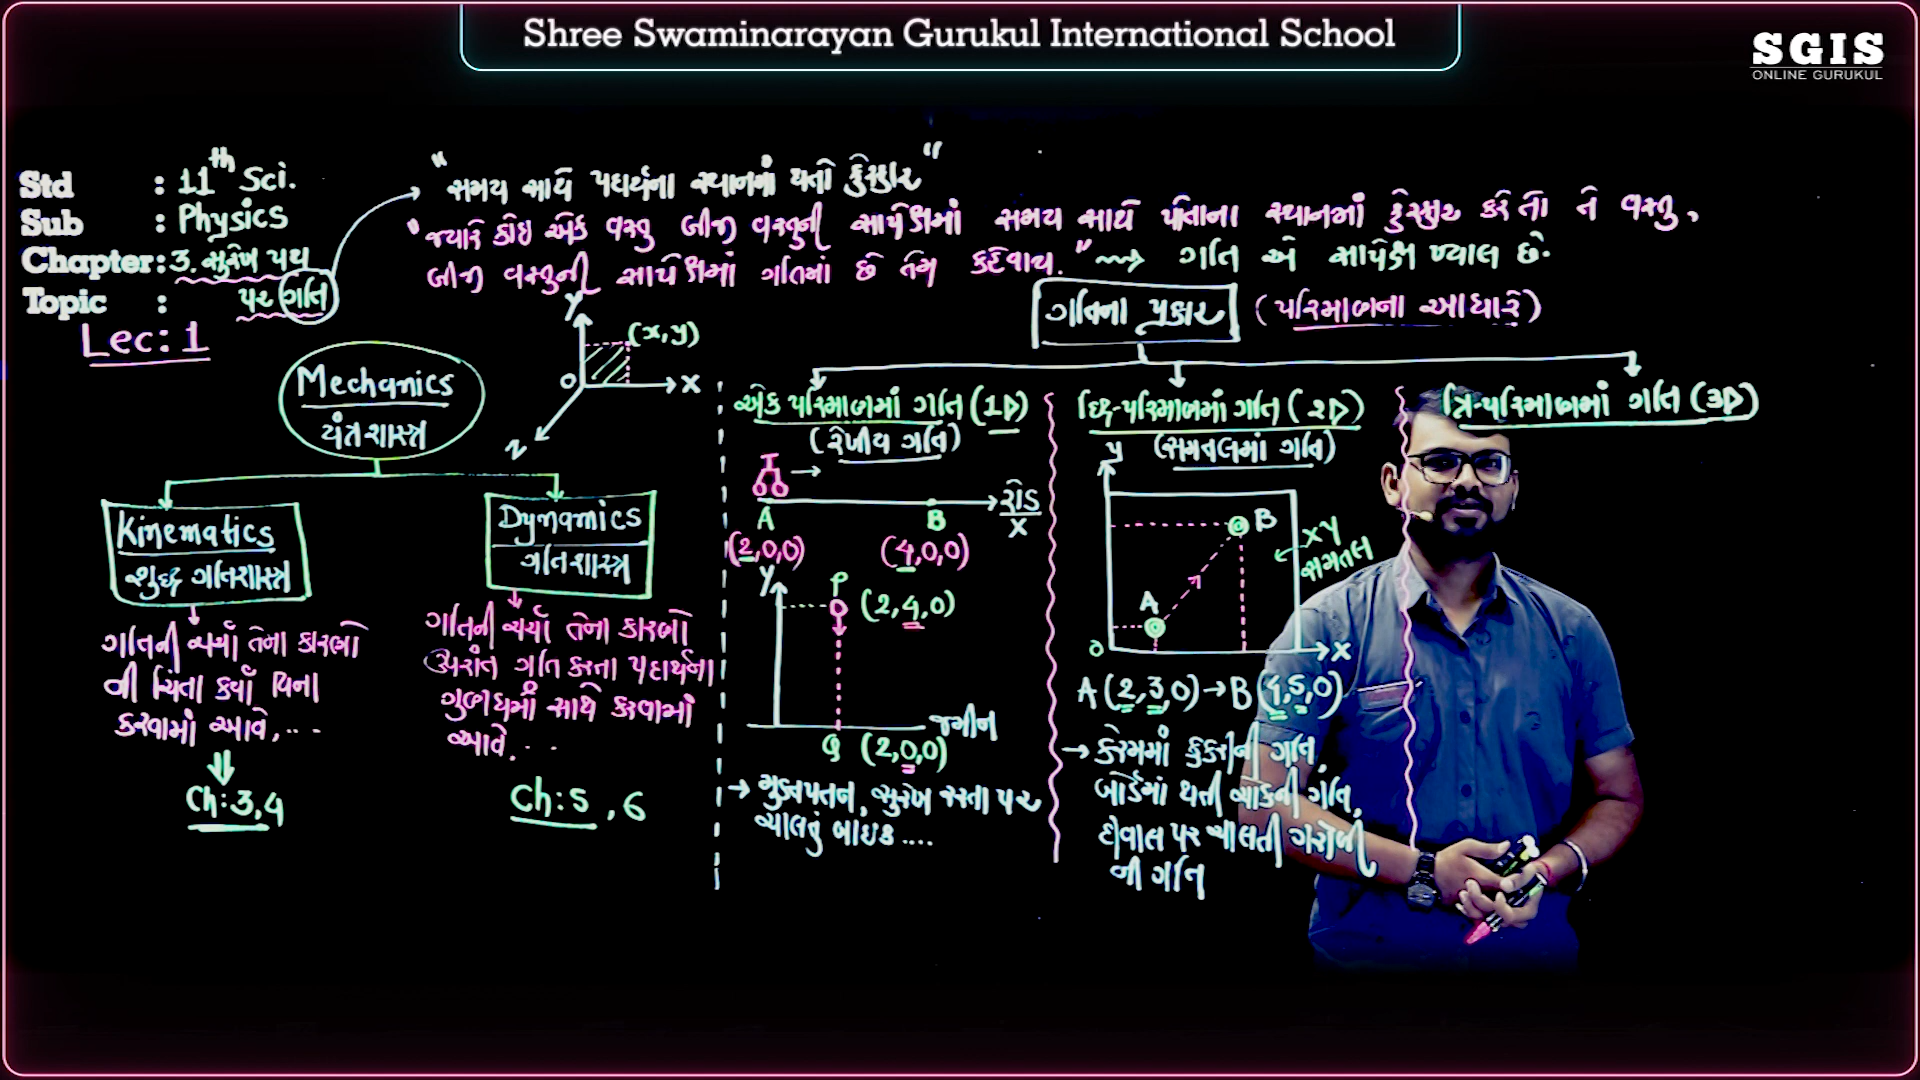 Shree Swaminarayan Gurukul International School
SGIS
ONLINE GURUKUL
Std : 11th Sci.
Sub : Physics
Chapter: 3. સુરેખ પથ
Topic : પર ગતિ
Lec: 1
"સમય સાથે પદાર્થના સ્થાનમાં થતો ફેરફાર"
"જ્યારે કોઇ એક વસ્તુ બીજી વસ્તુની સાપેક્ષમાં સમય સાથે પોતાના સ્થાનમાં ફેરફાર કરે તો તે વસ્તુ,
બીજી વસ્તુની સાપેક્ષમાં ગતિમાં છે તેમ કહેવાય." ગતિ એ સાપેક્ષ ખ્યાલ છે.
Y
(x,y)
O
X
Z
Mechanics
યંત્રશાસ્ત્ર
Kinematics
શુદ્ધ ગતિશાસ્ત્ર
ગતિની ચર્ચા તેના કારણો
ની ચિંતા કર્યા વિના
કરવામાં આવે,...
Ch: 3,4
Dynamics
ગતિશાસ્ત્ર
ગતિની ચર્ચા તેના કારણો
ઉપરાંત ગતિ કરતા પદાર્થના
ગુણધર્મો સાથે કરવામાં
આવે. ...
Ch: 5, 6
ગતિના પ્રકાર (પરિમાણના આધારે)
એક પરિમાણમાં ગતિ (1D)
(રેખીય ગતિ)
A
B
રોડ
X
(2,0,0)
(4,0,0)
Y
P
(2,4,0)
જમીન
Q (2,0,0)
→ મુક્તપતન, સુરેખ રસ્તા પર
ચાલતું બાઇક ....
દ્વિ-પરિમાણમાં ગતિ (2D)
(સમતલમાં ગતિ)
y
B
XY
સમતલ
A
O
X
A (2,3,0) → B (4,5,0)
→ કેરમમાં કુકરીની ગતિ,
બોર્ડમાં થતી ચોકની ગતિ,
દીવાલ પર ચાલતી ગરોળી
ની ગતિ
ત્રિ-પરિમાણમાં ગતિ (3D)